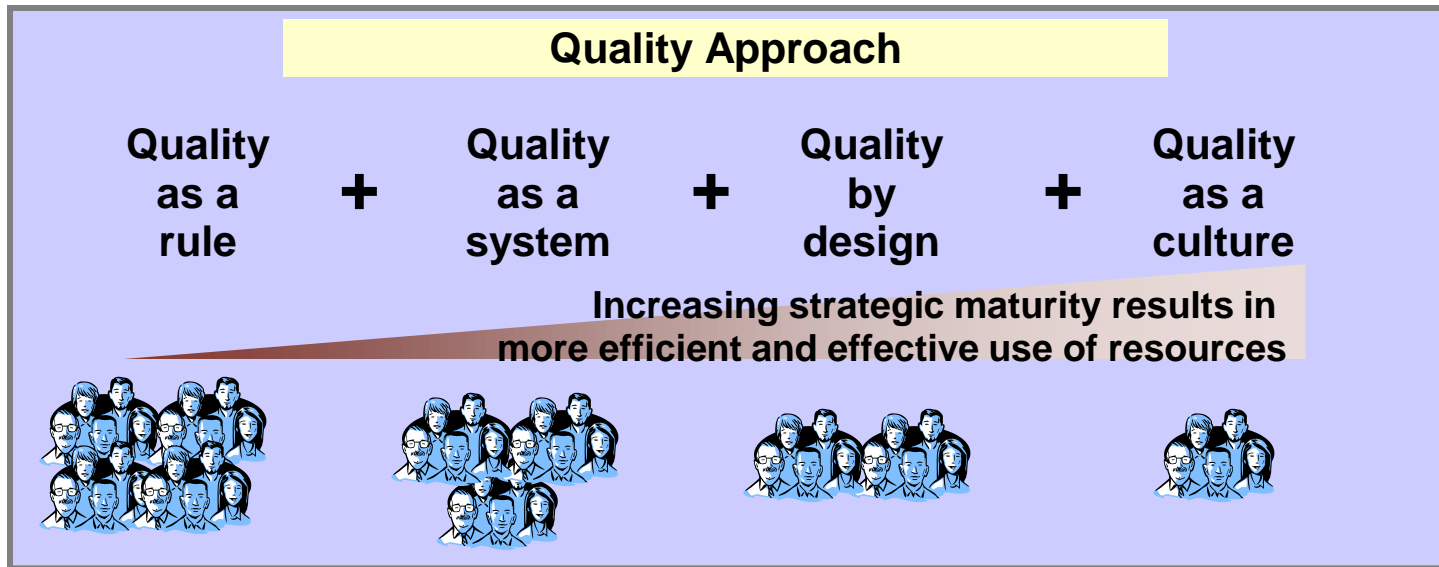 Quality Approach
Quality
as a
rule
+
Quality
as a
system
+
Quality
by
design
+
Quality
as a
culture
Increasing strategic maturity results in
more efficient and effective use of resources